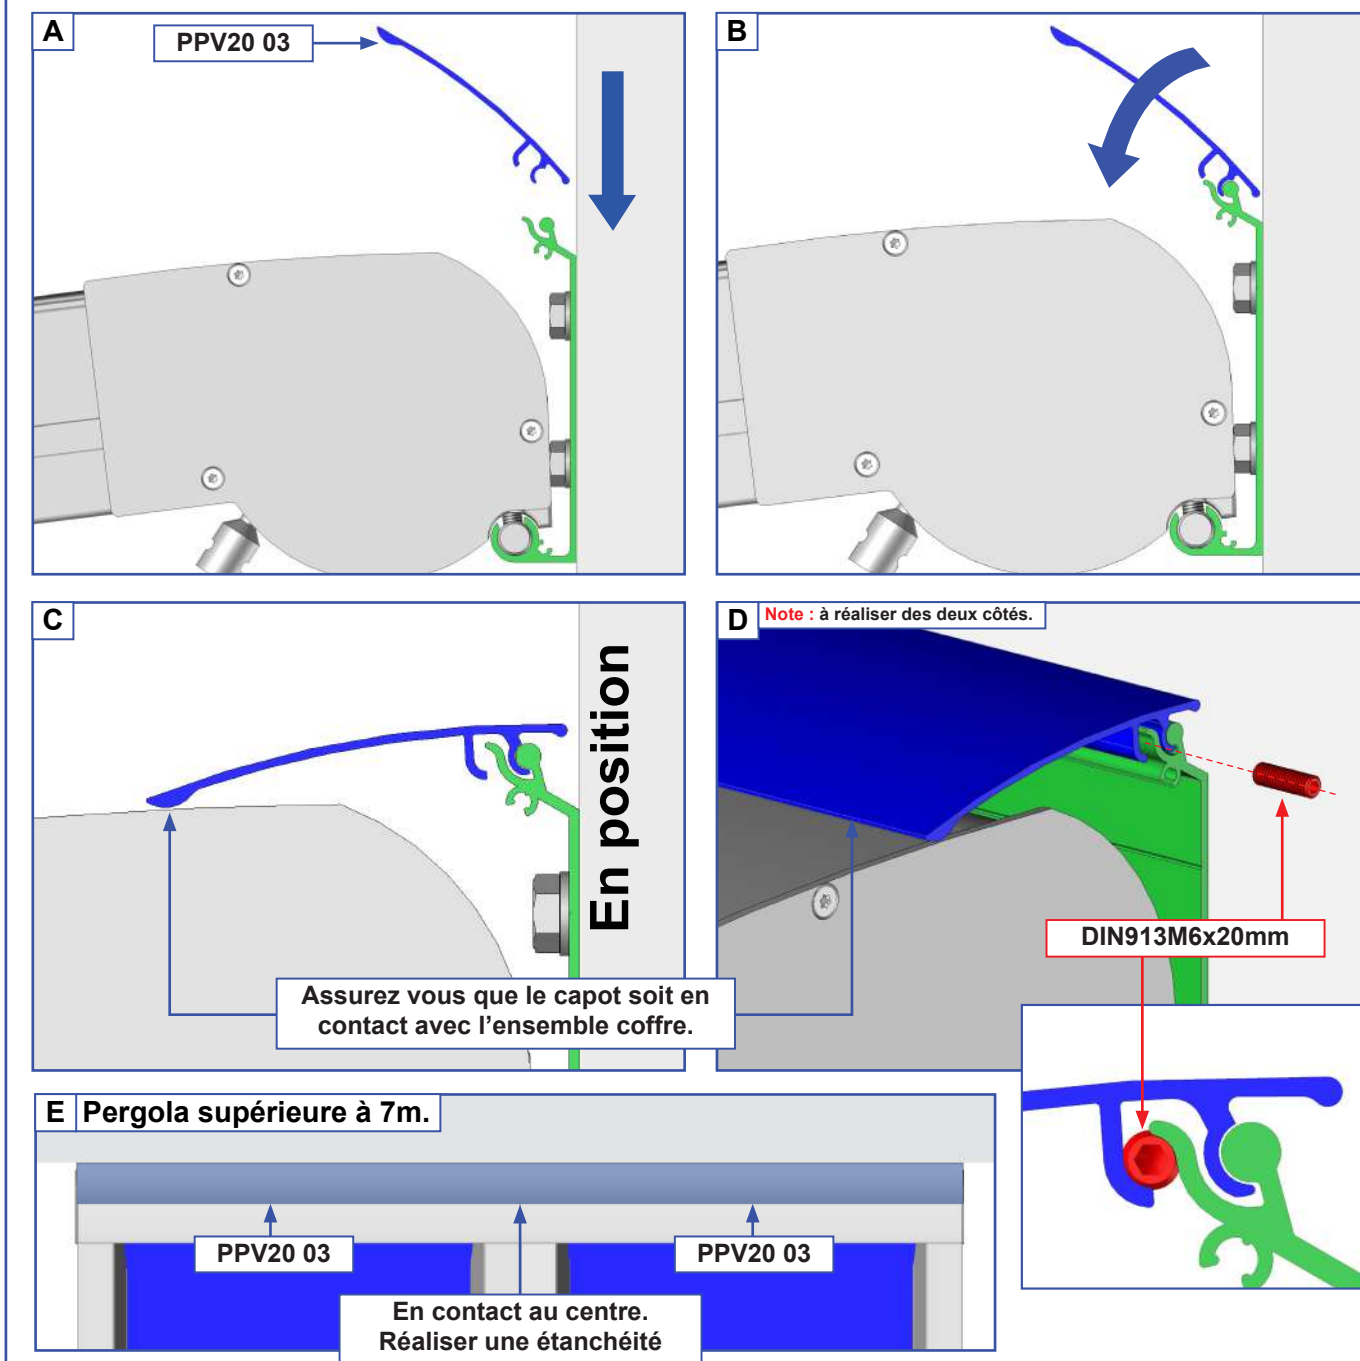 A
PPV20 03
B
C
En position
D
Note : à réaliser des deux côtés.
DIN913M6x20mm
Assurez vous que le capot soit en
contact avec l’ensemble coffre.
E Pergola supérieure à 7m.
PPV20 03
PPV20 03
En contact au centre.
Réaliser une étanchéité